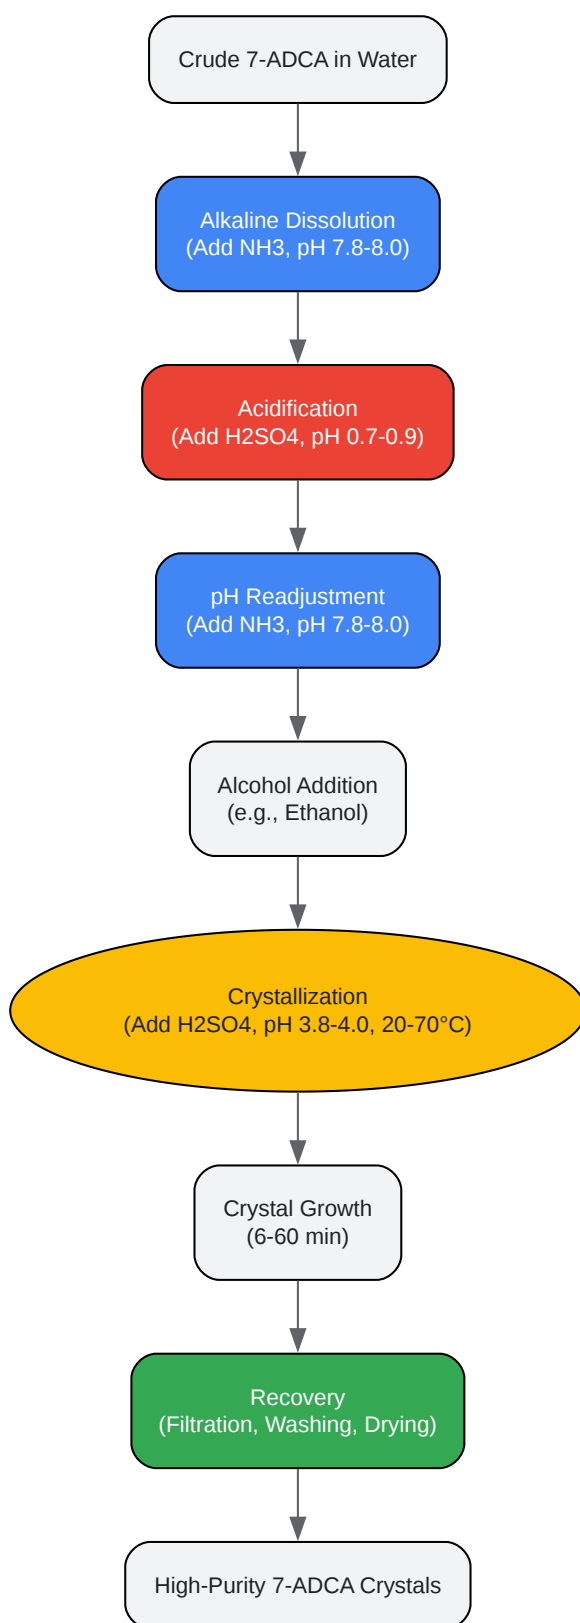 Crude 7-ADCA in Water
Alkaline Dissolution
(Add NH3, pH 7.8-8.0)
Acidification
(Add H2SO4, pH 0.7-0.9)
pH Readjustment
(Add NH3, pH 7.8-8.0)
Alcohol Addition
(e.g., Ethanol)
Crystallization
(Add H2SO4, pH 3.8-4.0, 20-70°C)
Crystal Growth
(6-60 min)
Recovery
(Filtration, Washing, Drying)
High-Purity 7-ADCA Crystals